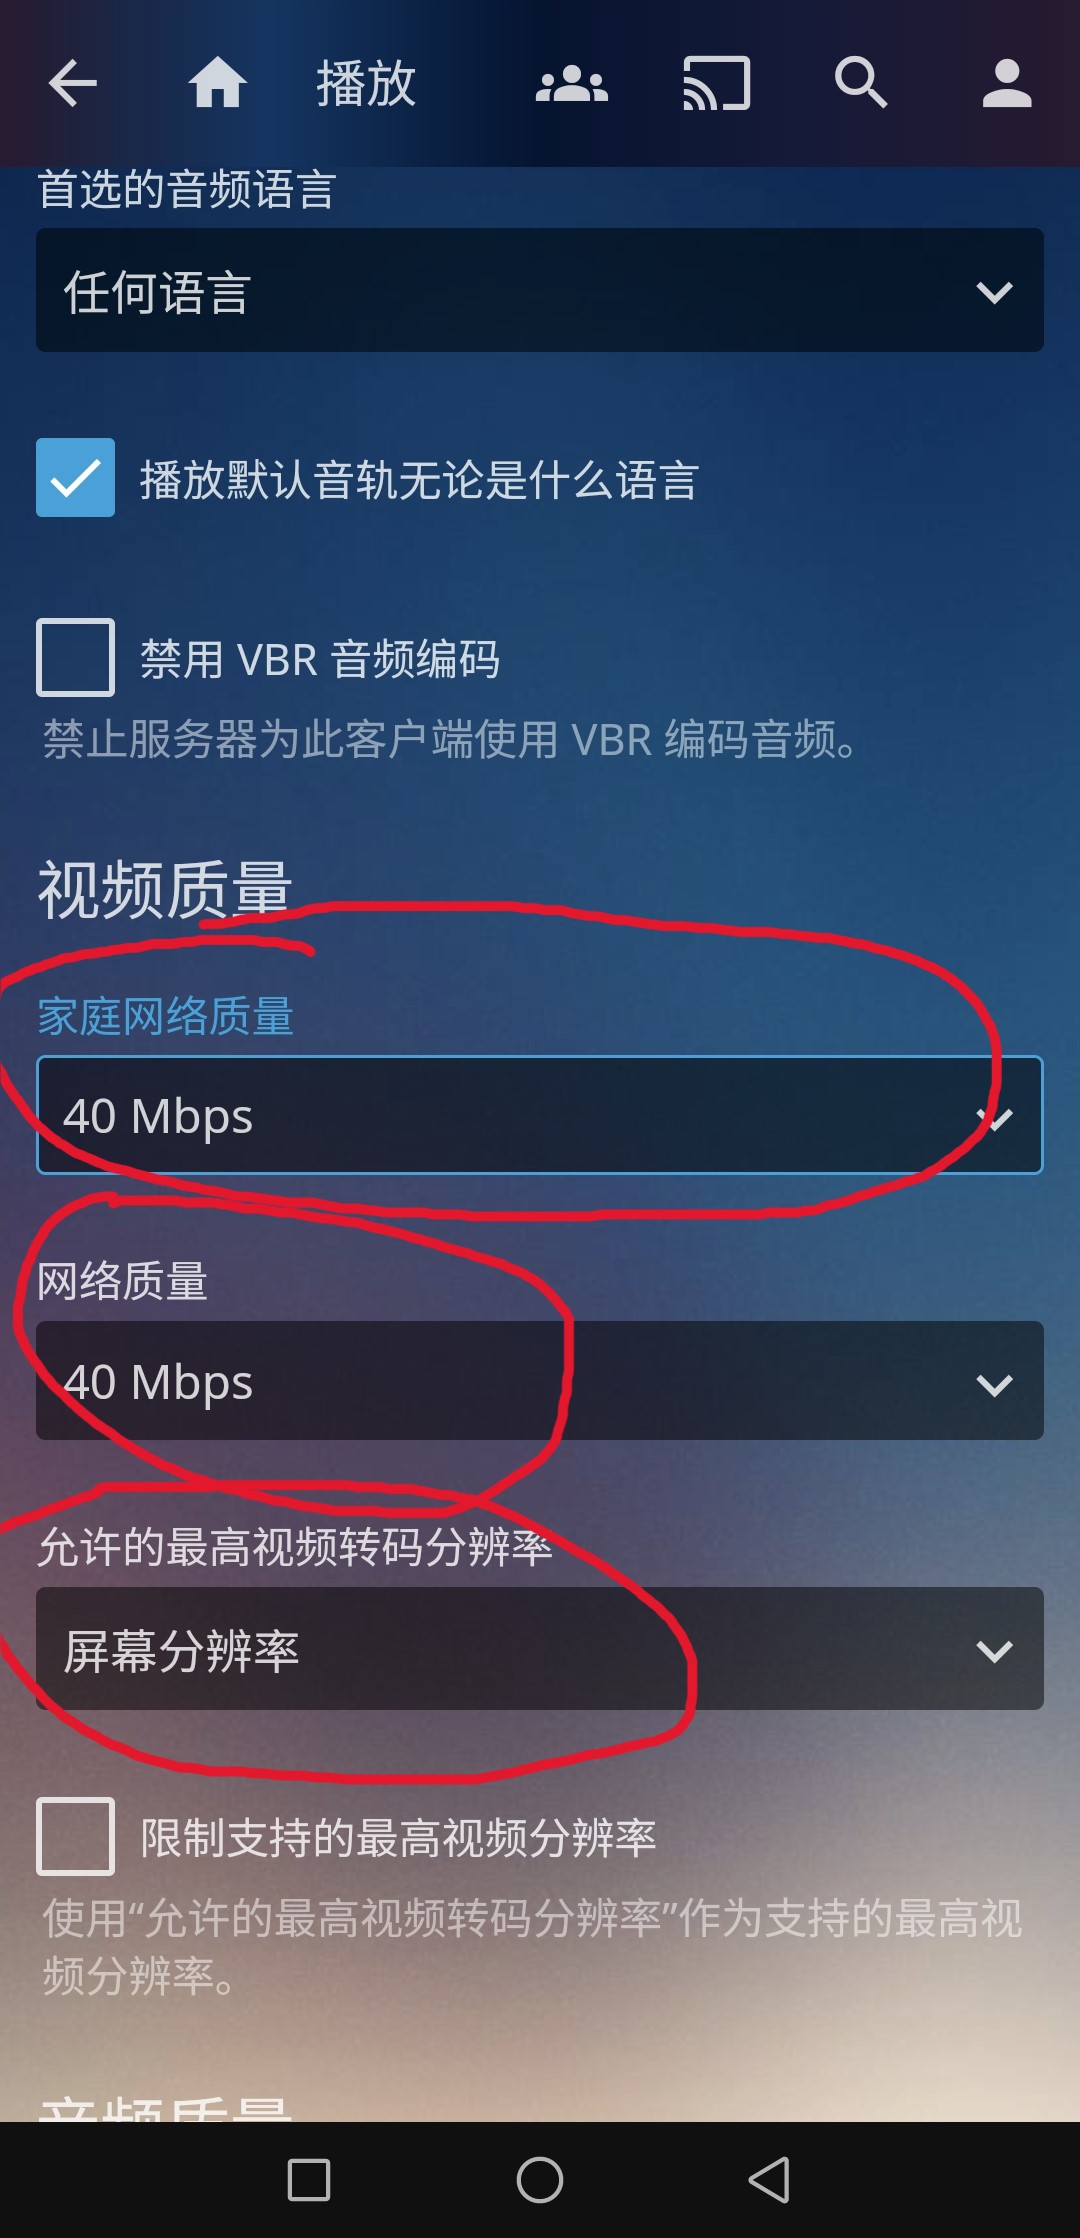 播放
首选的音频语言
任何语言
播放默认音轨无论是什么语言
禁用 VBR 音频编码
禁止服务器为此客户端使用 VBR 编码音频。
视频质量
家庭网络质量
40 Mbps
网络质量
40 Mbps
允许的最高视频转码分辨率
屏幕分辨率
限制支持的最高视频分辨率
使用“允许的最高视频转码分辨率”作为支持的最高视
频分辨率。
音频质量